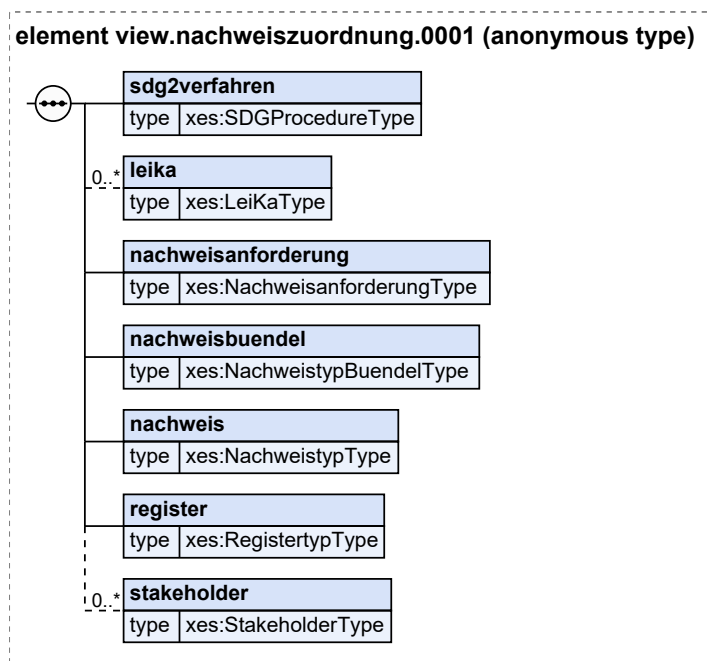 element view.nachweiszuordnung.0001 (anonymous type)
sdg2verfahren
type xes:SDGProcedureType
0..* leika
type xes:LeiKaType
nachweisanforderung
type xes:NachweisanforderungType
nachweisbuendel
type xes:NachweistypBuendelType
nachweis
type xes:NachweistypType
register
type xes:RegistertypType
0..* stakeholder
type xes:StakeholderType